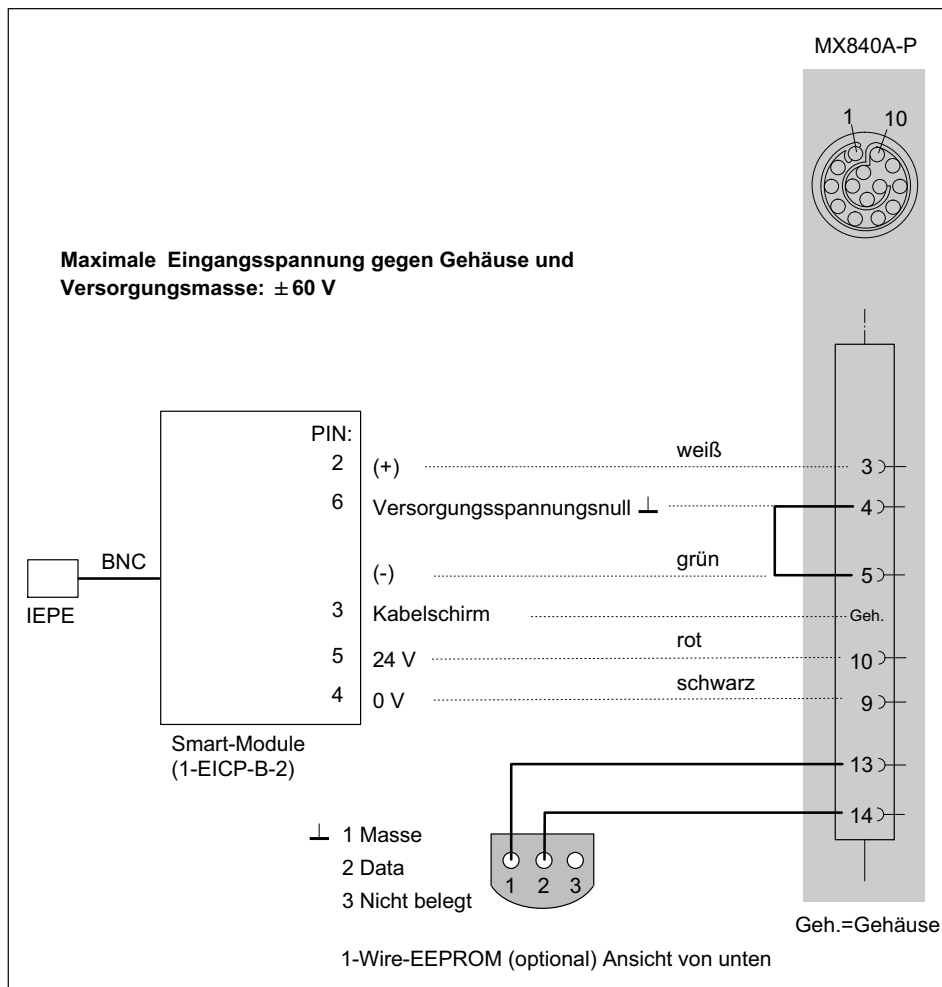 MX840A-P
1 10
Maximale Eingangsspannung gegen Gehäuse und
Versorgungsmasse: ± 60 V
PIN:
2 (+) weiß 3
6 Versorgungsspannungsnull ⊥ 4
(-) grün 5
BNC
IEPE
3 Kabelschirm Geh.
5 24 V rot 10
4 0 V schwarz 9
Smart-Module
(1-EICP-B-2)
13
14
⊥ 1 Masse
2 Data
3 Nicht belegt
1 2 3
Geh.=Gehäuse
1-Wire-EEPROM (optional) Ansicht von unten